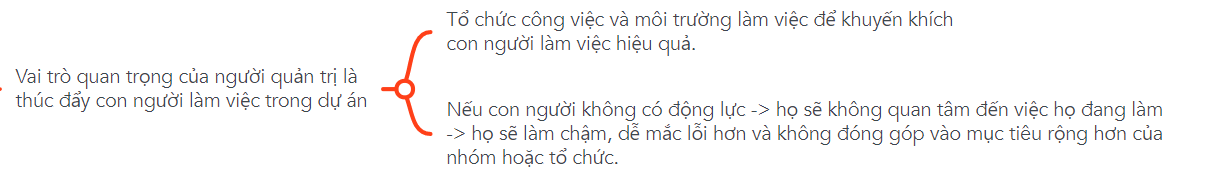 Tổ chức công việc và môi trường làm việc để khuyến khích
con người làm việc hiệu quả.
Vai trò quan trọng của người quản trị là
thúc đẩy con người làm việc trong dự án
Nếu con người không có động lực -> họ sẽ không quan tâm đến việc họ đang làm
-> họ sẽ làm chậm, dễ mắc lỗi hơn và không đóng góp vào mục tiêu rộng hơn của
nhóm hoặc tổ chức.